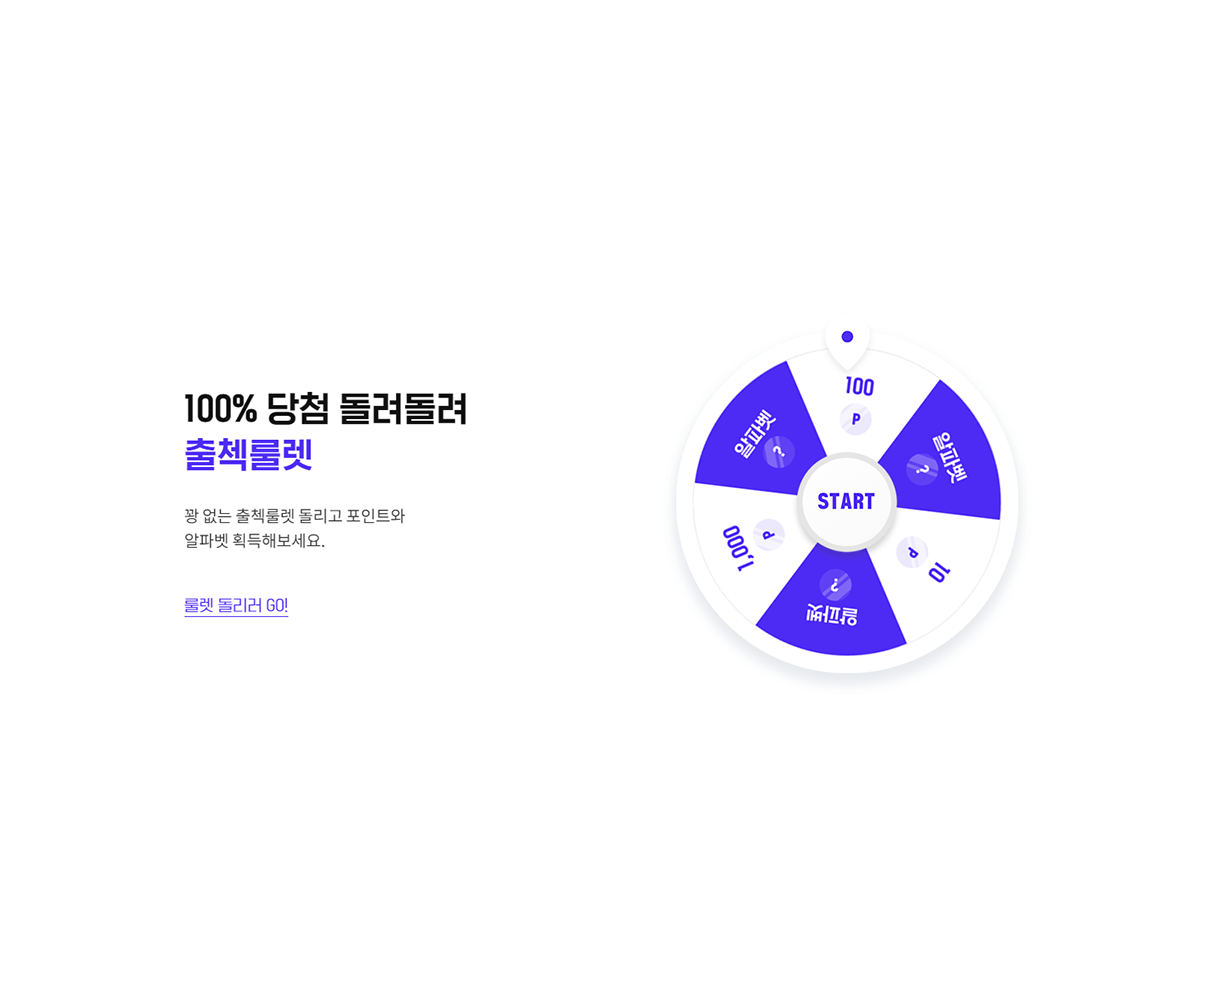 100% 당첨 돌려돌려
출첵룰렛
꽝 없는 출첵룰렛 돌리고 포인트와
알파벳 획득해보세요.
룰렛 돌리러 GO!
100
P
알파벳
?
10
P
알파벳
?
1,000
P
알파벳
?
START